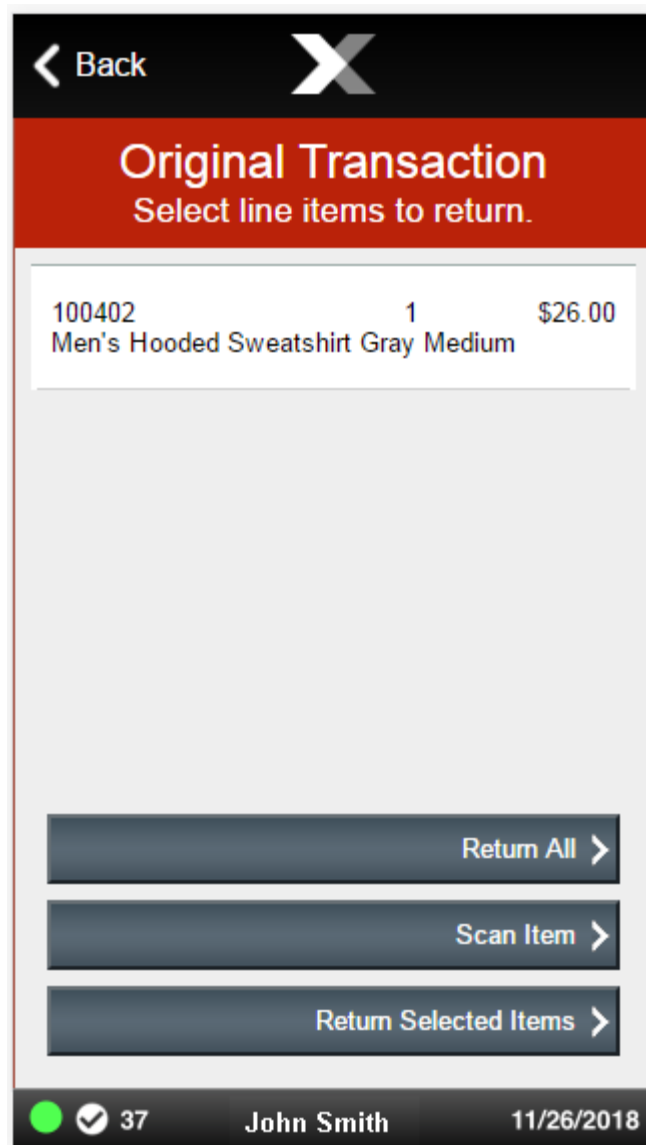 Back
Original Transaction
Select line items to return.
100402 1 $26.00
Men's Hooded Sweatshirt Gray Medium
Return All
Scan Item
Return Selected Items
37 John Smith 11/26/2018